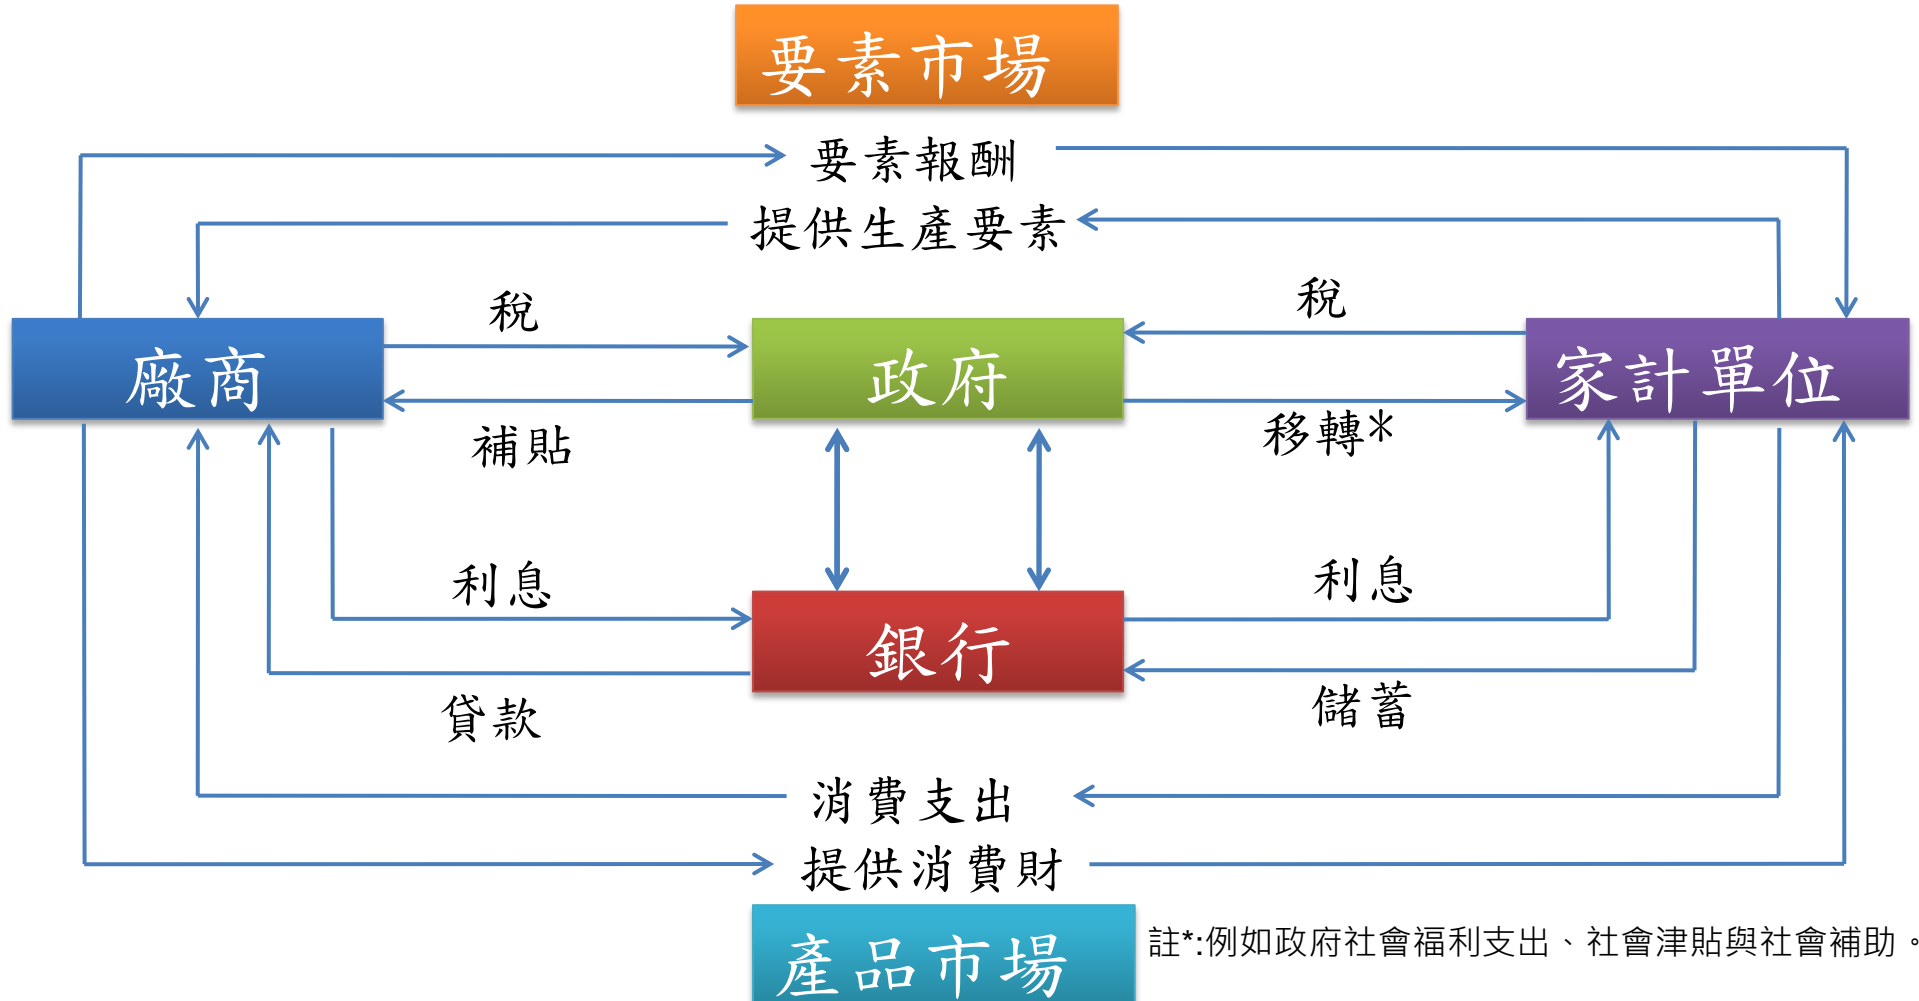 要素市場
要素報酬
提供生產要素
稅
稅
廠商
政府
家計單位
補貼
移轉*
利息
利息
銀行
貸款
儲蓄
消費支出
提供消費財
產品市場
註*:例如政府社會福利支出、社會津貼與社會補助。